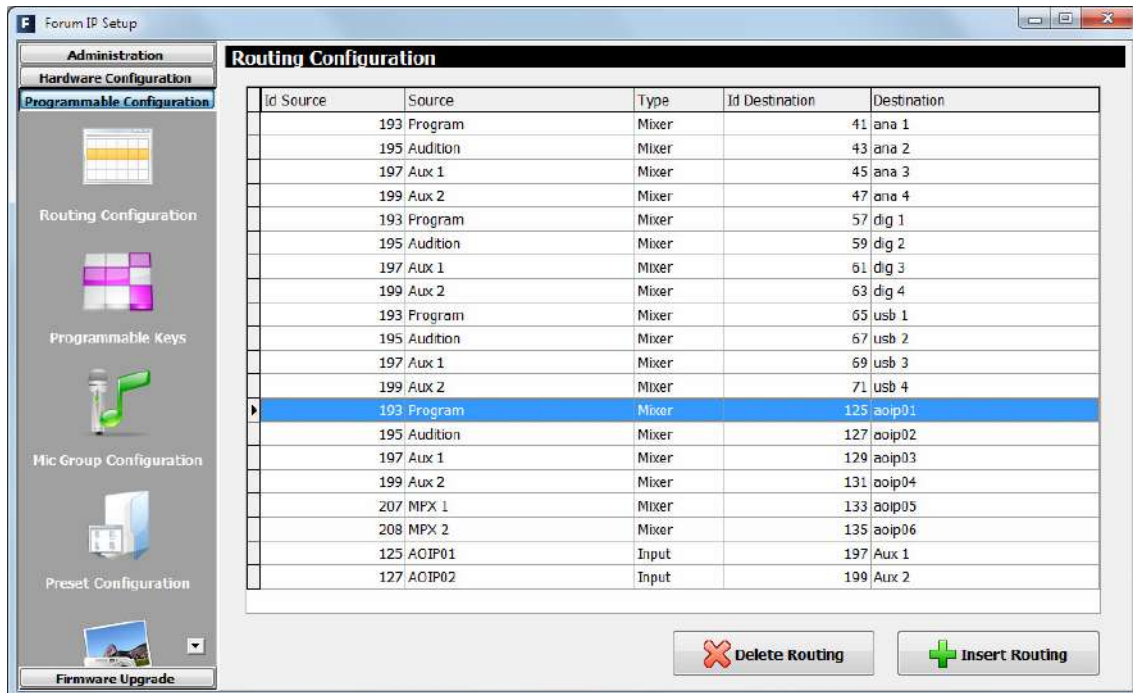 F Forum IP Setup
Administration
Hardware Configuration
Programmable Configuration
Routing Configuration
Programmable Keys
Mic Group Configuration
Preset Configuration
Firmware Upgrade
Routing Configuration
Id Source Source Type Id Destination Destination
193 Program Mixer 41 ana 1
195 Audition Mixer 43 ana 2
197 Aux 1 Mixer 45 ana 3
199 Aux 2 Mixer 47 ana 4
193 Program Mixer 57 dig 1
195 Audition Mixer 59 dig 2
197 Aux 1 Mixer 61 dig 3
199 Aux 2 Mixer 63 dig 4
193 Program Mixer 65 usb 1
195 Audition Mixer 67 usb 2
197 Aux 1 Mixer 69 usb 3
199 Aux 2 Mixer 71 usb 4
193 Program Mixer 125 aoip01
195 Audition Mixer 127 aoip02
197 Aux 1 Mixer 129 aoip03
199 Aux 2 Mixer 131 aoip04
207 MPX 1 Mixer 133 aoip05
208 MPX 2 Mixer 135 aoip06
125 AOIP01 Input 197 Aux 1
127 AOIP02 Input 199 Aux 2
Delete Routing Insert Routing